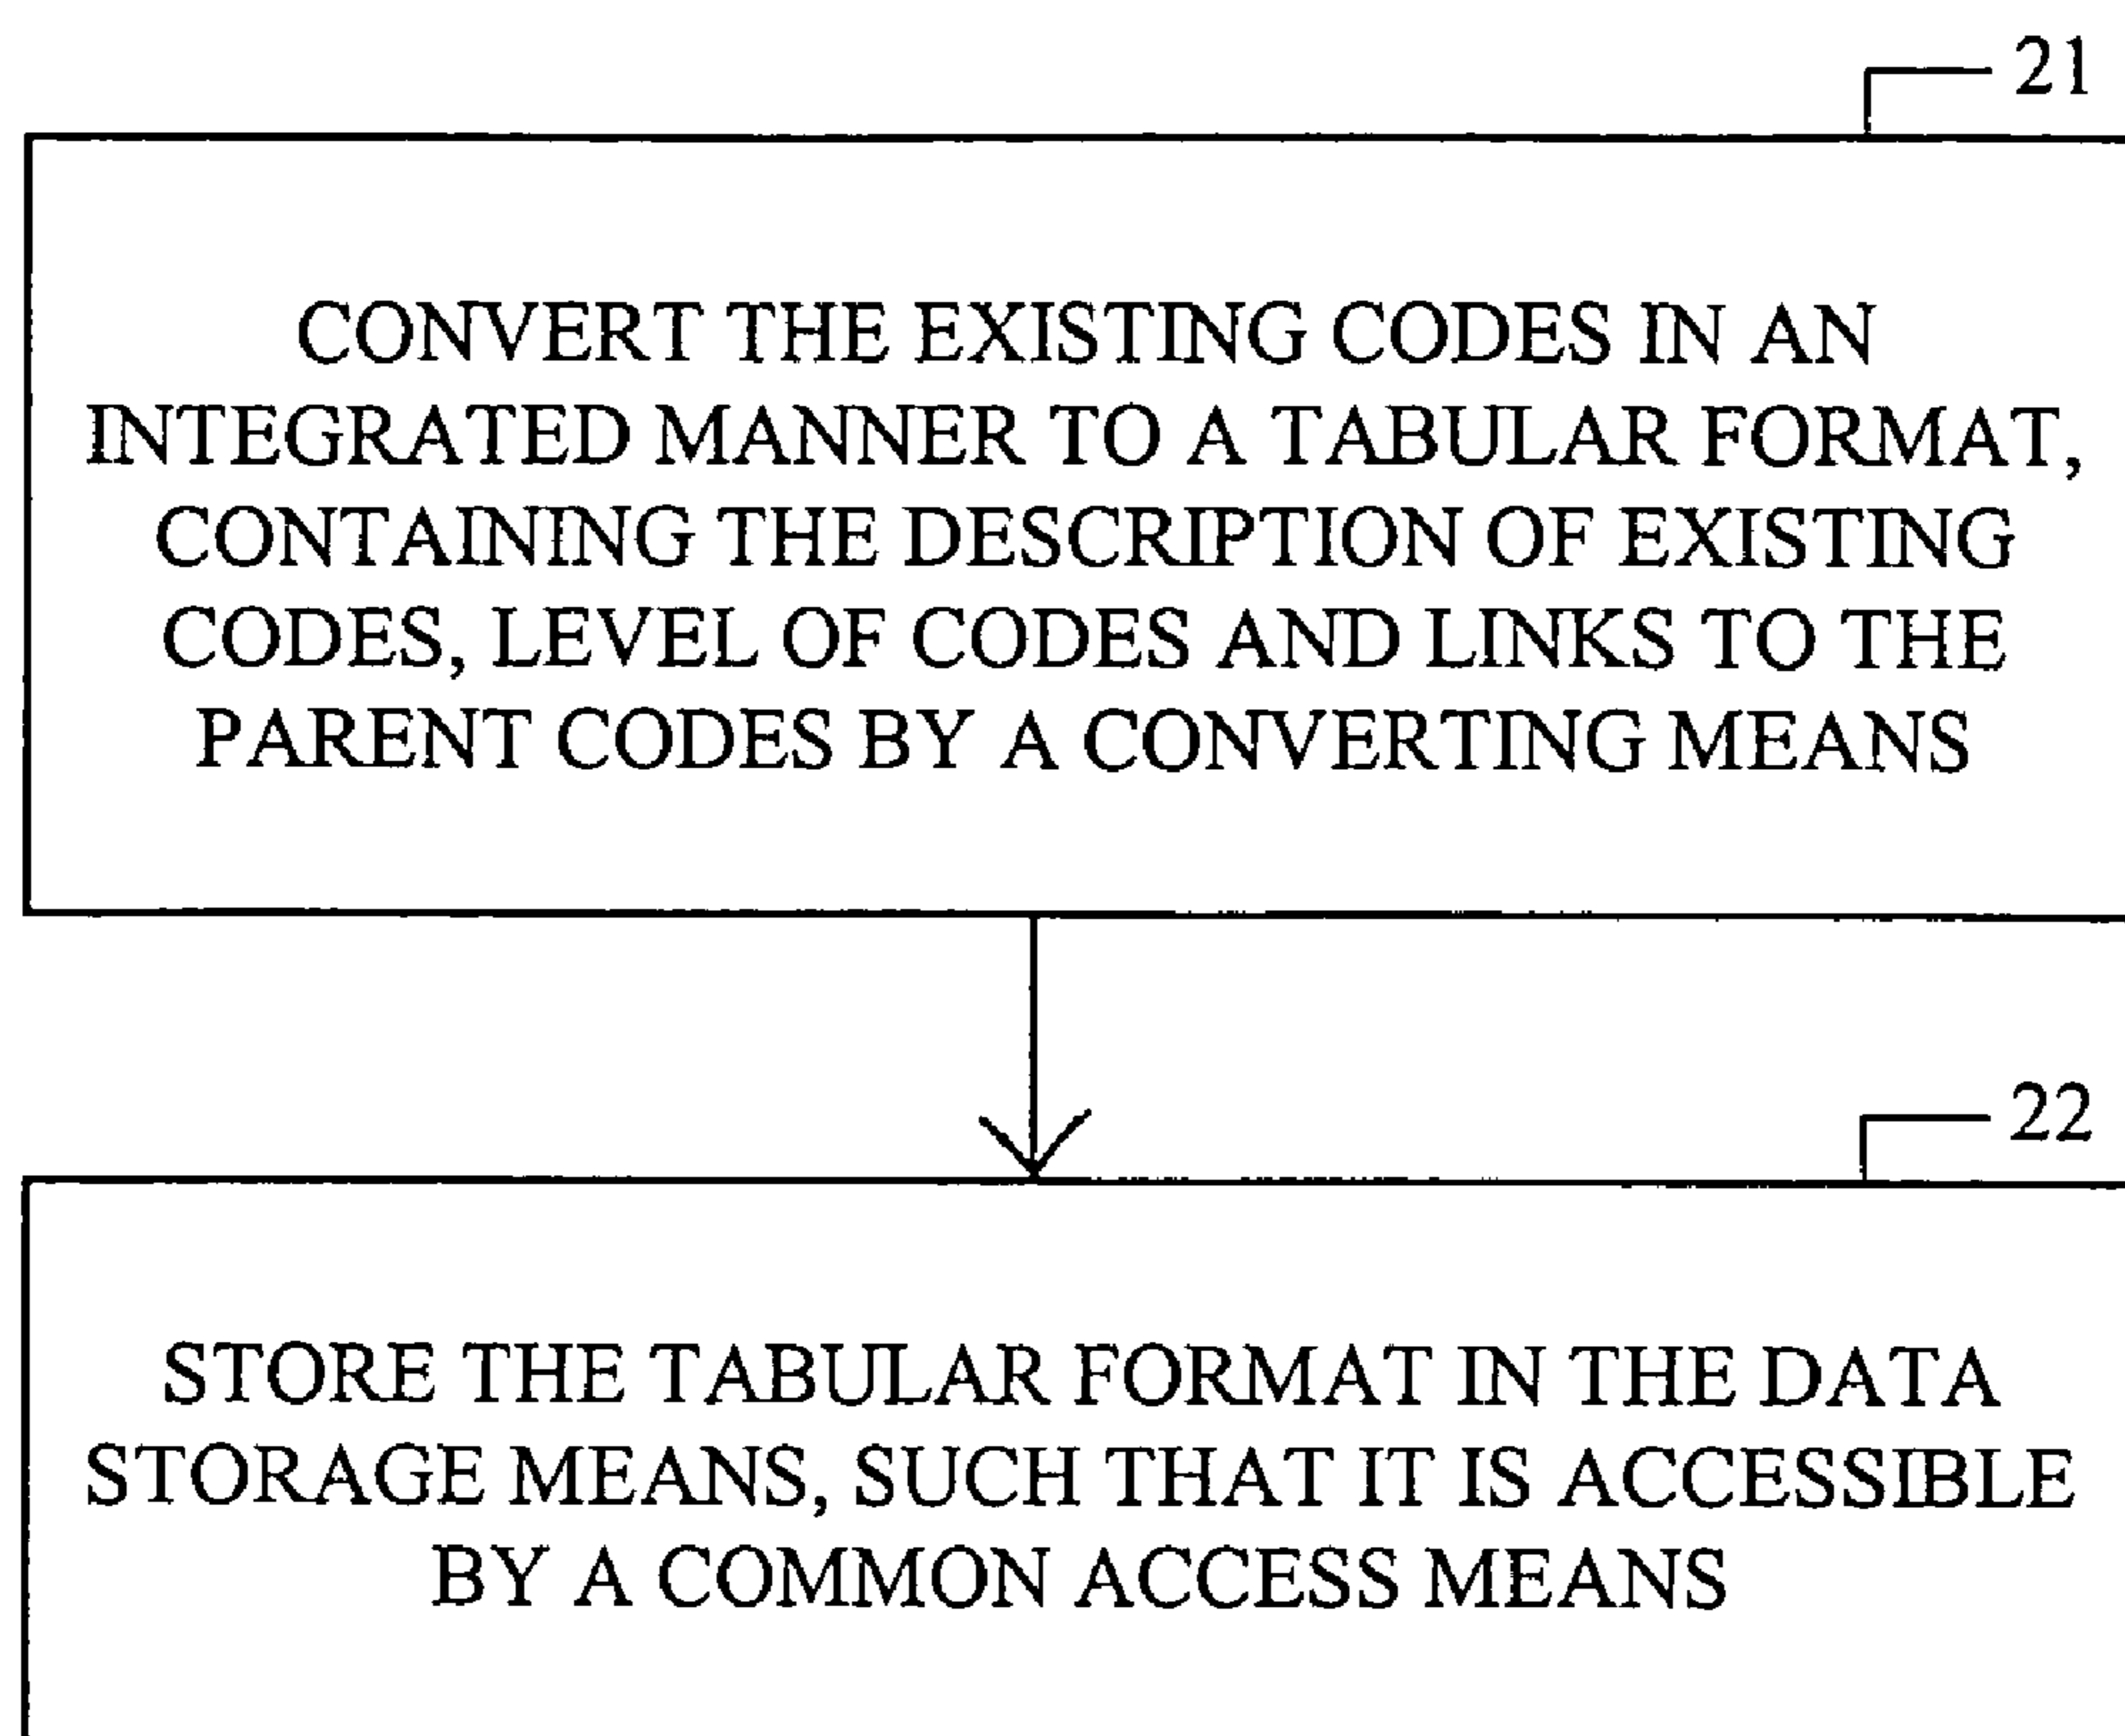 21
CONVERT THE EXISTING CODES IN AN
INTEGRATED MANNER TO A TABULAR FORMAT,
CONTAINING THE DESCRIPTION OF EXISTING
CODES, LEVEL OF CODES AND LINKS TO THE
PARENT CODES BY A CONVERTING MEANS
22
STORE THE TABULAR FORMAT IN THE DATA
STORAGE MEANS, SUCH THAT IT IS ACCESSIBLE
BY A COMMON ACCESS MEANS